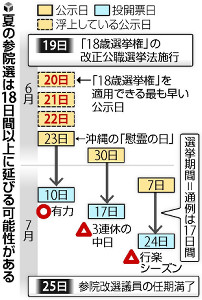 夏の参院選は18日間以上に延びる可能性がある
公示日
投開票日
浮上している公示日
19日
「18歳選挙権」の
改正公職選挙法施行
6月
20日
21日
22日
「18歳選挙権」を
適用できる最も早い
公示日
23日
沖縄の「慰霊の日」
30日
選挙期間=通例は17日間
7月
7日
10日
有力
17日
3連休の
中日
24日
行楽
シーズン
25日
参院改選議員の任期満了